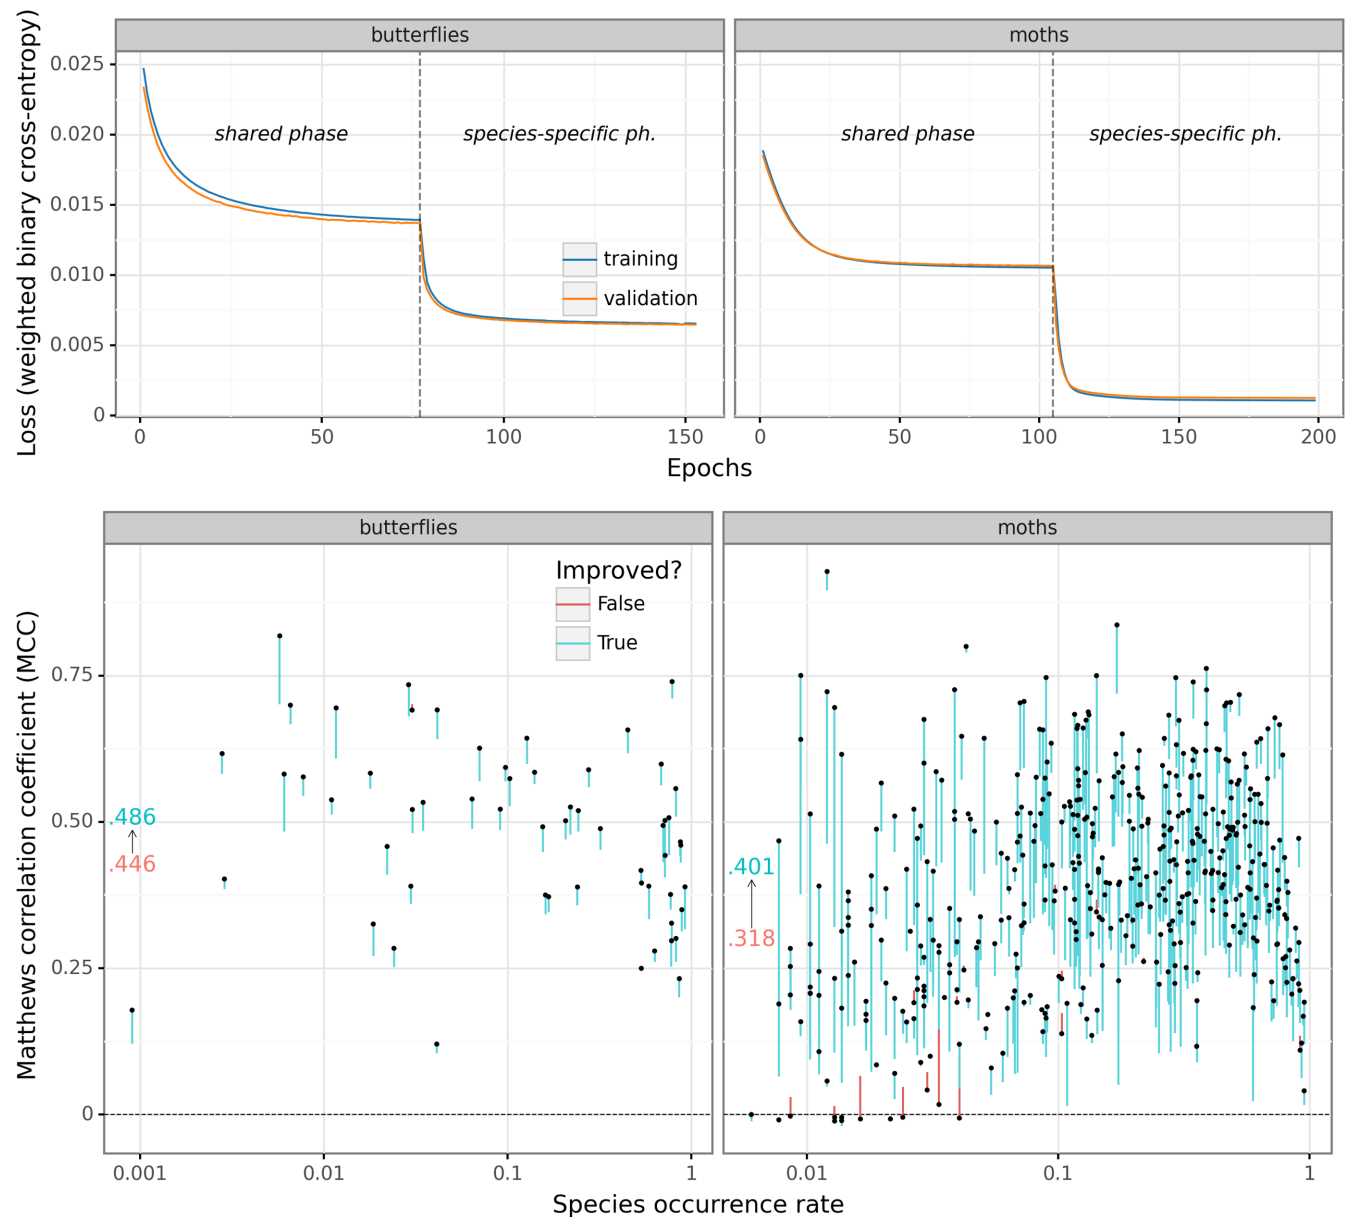 butterflies
moths
Loss (weighted binary cross-entropy)
0.025
0.020
0.015
0.010
0.005
0
shared phase
species-specific ph.
shared phase
species-specific ph.
training
validation
0
50
100
150
0
50
100
150
200
Epochs
butterflies
moths
Matthews correlation coefficient (MCC)
Improved?
False
True
0.75
0.50
0.25
0
.486
.446
.401
.318
0.001
0.01
0.1
1
0.01
0.1
1
Species occurrence rate